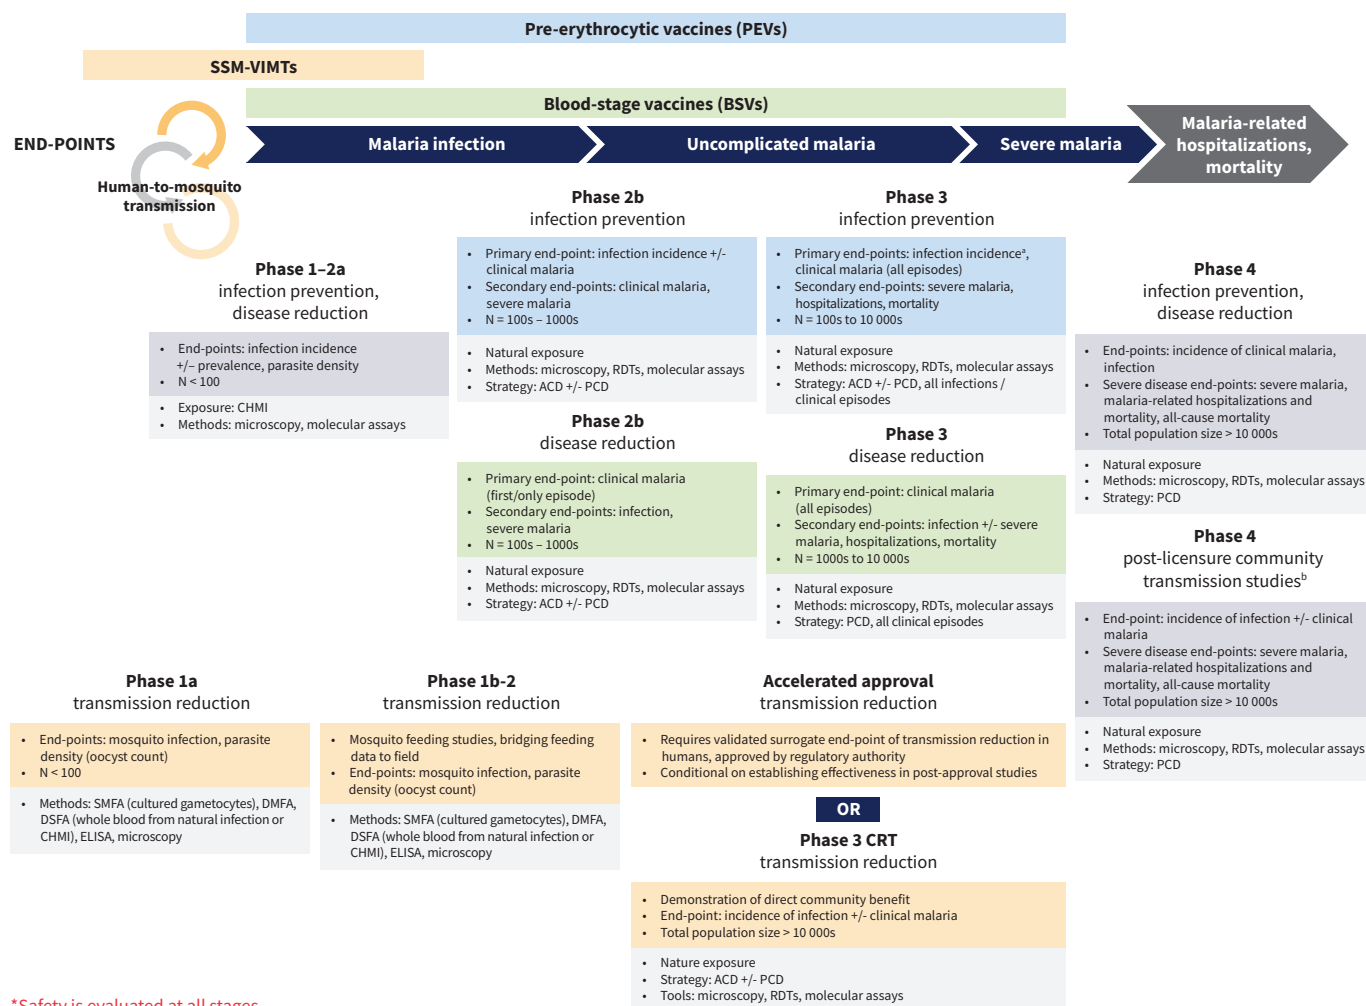 Pre-erythrocytic vaccines (PEVs)
SSM-VIMTs
Blood-stage vaccines (BSVs)
END-POINTS
Human-to-mosquito
transmission
Malaria infection
Uncomplicated malaria
Severe malaria
Malaria-related
hospitalizations,
mortality
Phase 1–2a
infection prevention,
disease reduction
• End-points: infection incidence
+/– prevalence, parasite density
• N < 100
• Exposure: CHMI
• Methods: microscopy, molecular assays
Phase 2b
infection prevention
• Primary end-point: infection incidence +/-
clinical malaria
• Secondary end-points: clinical malaria,
severe malaria
• N = 100s – 1000s
• Natural exposure
• Methods: microscopy, RDTs, molecular assays
• Strategy: ACD +/- PCD
Phase 2b
disease reduction
• Primary end-point: clinical malaria
(first/only episode)
• Secondary end-points: infection,
severe malaria
• N = 100s – 1000s
• Natural exposure
• Methods: microscopy, RDTs, molecular assays
• Strategy: ACD +/- PCD
Phase 3
infection prevention
• Primary end-points: infection incidenceᵃ,
clinical malaria (all episodes)
• Secondary end-points: severe malaria,
hospitalizations, mortality
• N = 100s to 10 000s
• Natural exposure
• Methods: microscopy, RDTs, molecular assays
• Strategy: ACD +/- PCD, all infections /
clinical episodes
Phase 3
disease reduction
• Primary end-point: clinical malaria
(all episodes)
• Secondary end-points: infection +/- severe
malaria, hospitalizations, mortality
• N = 1000s to 10 000s
• Natural exposure
• Methods: microscopy, RDTs, molecular assays
• Strategy: PCD, all clinical episodes
Phase 4
infection prevention,
disease reduction
• End-points: incidence of clinical malaria,
infection
• Severe disease end-points: severe malaria,
malaria-related hospitalizations and
mortality, all-cause mortality
• Total population size > 10 000s
• Natural exposure
• Methods: microscopy, RDTs, molecular assays
• Strategy: PCD
Phase 4
post-licensure community
transmission studiesᵇ
• End-point: incidence of infection +/- clinical
malaria
• Severe disease end-points: severe malaria,
malaria-related hospitalizations and
mortality, all-cause mortality
• Total population size > 10 000s
• Natural exposure
• Methods: microscopy, RDTs, molecular assays
• Strategy: PCD
Phase 1a
transmission reduction
• End-points: mosquito infection, parasite
density (oocyst count)
• N < 100
• Methods: SMFA (cultured gametocytes), DMFA,
DSFA (whole blood from natural infection or
CHMI), ELISA, microscopy
Phase 1b-2
transmission reduction
• Mosquito feeding studies, bridging feeding
data to field
• End-points: mosquito infection, parasite
density (oocyst count)
• Methods: SMFA (cultured gametocytes), DMFA,
DSFA (whole blood from natural infection or
CHMI), ELISA, microscopy
Accelerated approval
transmission reduction
• Requires validated surrogate end-point of transmission reduction in
humans, approved by regulatory authority
• Conditional on establishing effectiveness in post-approval studies
OR
Phase 3 CRT
transmission reduction
• Demonstration of direct community benefit
• End-point: incidence of infection +/- clinical malaria
• Total population size > 10 000s
• Nature exposure
• Strategy: ACD +/- PCD
• Tools: microscopy, RDTs, molecular assays
*Safety is evaluated at all stages